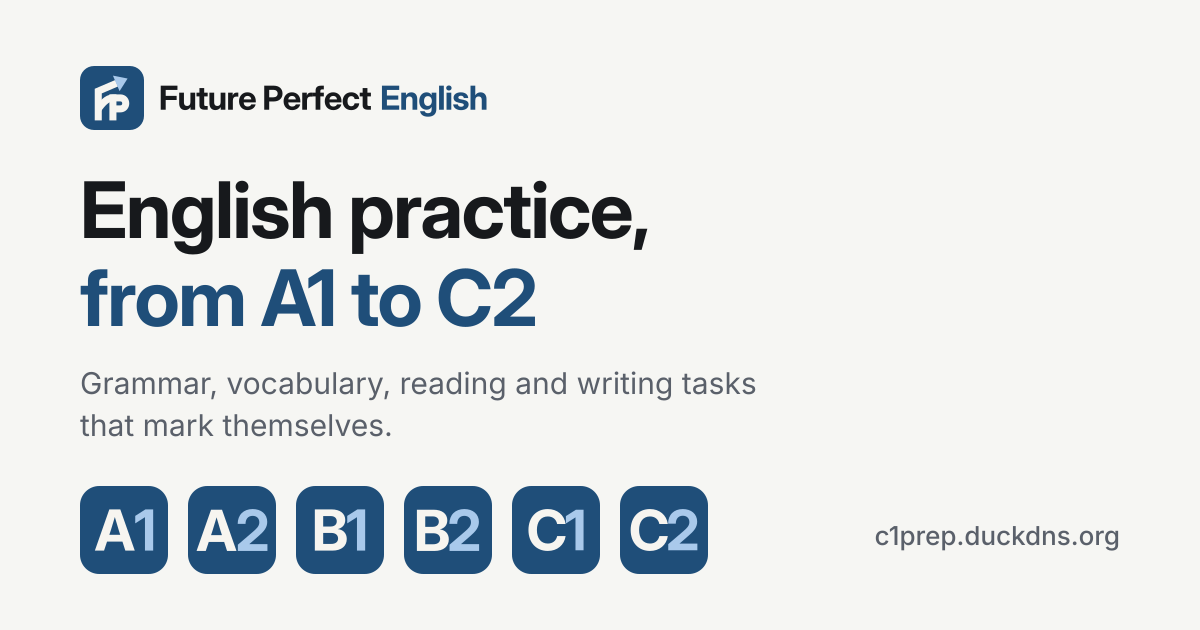 FP
Future Perfect English
English practice,
from A1 to C2
Grammar, vocabulary, reading and writing tasks
that mark themselves.
A1 A2 B1 B2 C1 C2
c1prep.duckdns.org